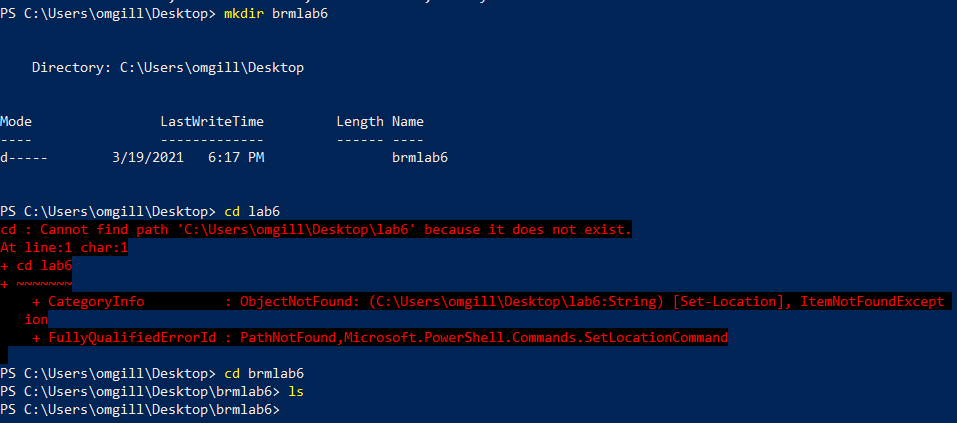 PS C:\Users\omgill\Desktop> mkdir brmlab6
Directory: C:\Users\omgill\Desktop
Mode                LastWriteTime         Length Name
----                -------------         ------ ----
d-----        3/19/2021   6:17 PM                brmlab6
PS C:\Users\omgill\Desktop> cd lab6
cd : Cannot find path 'C:\Users\omgill\Desktop\lab6' because it does not exist.
At line:1 char:1
+ cd lab6
+ ~~~~~~~
    + CategoryInfo          : ObjectNotFound: (C:\Users\omgill\Desktop\lab6:String) [Set-Location], ItemNotFoundExcept
   ion
    + FullyQualifiedErrorId : PathNotFound,Microsoft.PowerShell.Commands.SetLocationCommand
PS C:\Users\omgill\Desktop> cd brmlab6
PS C:\Users\omgill\Desktop\brmlab6> ls
PS C:\Users\omgill\Desktop\brmlab6>